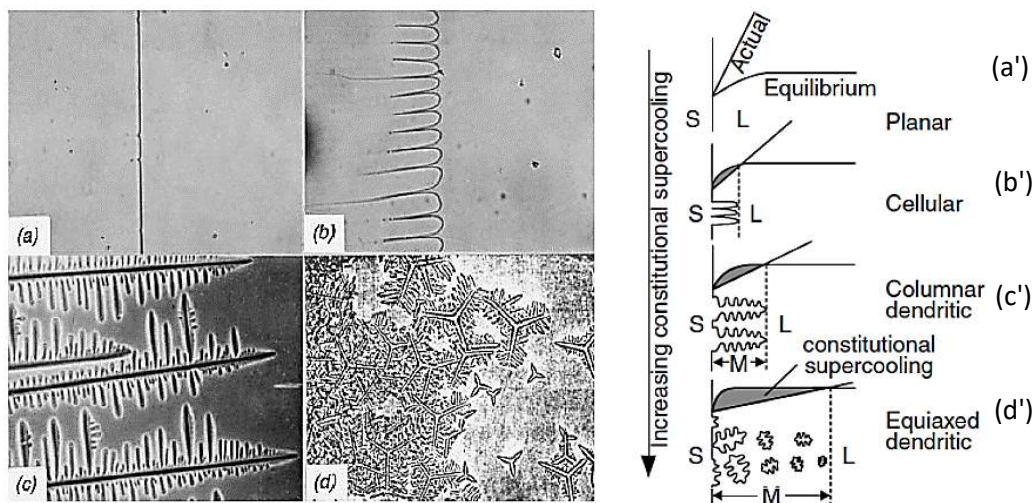 (a)
(b)
(c)
(d)
Increasing constitutional supercooling
Actual
Equilibrium
S L
(a')
Planar
(b')
S L
Cellular
S L
M
Columnar
dendritic
(c')
constitutional
supercooling
(d')
Equiaxed
dendritic
S L
M